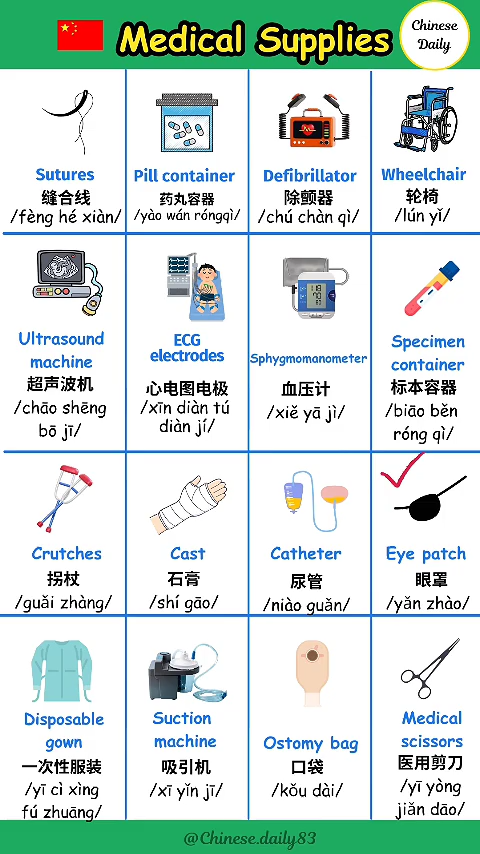 Medical Supplies
Chinese
Daily
Sutures
缝合线
/fèng hé xiàn/
Pill container
药丸容器
/yào wán róngqì/
Defibrillator
除颤器
/chú chàn qì/
Wheelchair
轮椅
/lún yǐ/
Ultrasound
machine
超声波机
/chāo shēng
bō jī/
ECG
electrodes
心电图电极
/xīn diàn tú
diàn jí/
Sphygmomanometer
血压计
/xiě yā jì/
Specimen
container
标本容器
/biāo běn
róng qì/
Crutches
拐杖
/guǎi zhàng/
Cast
石膏
/shí gāo/
Catheter
尿管
/niào guǎn/
Eye patch
眼罩
/yǎn zhào/
Disposable
gown
一次性服装
/yī cì xìng
fú zhuāng/
Suction
machine
吸引机
/xī yǐn jī/
Ostomy bag
口袋
/kǒu dài/
Medical
scissors
医用剪刀
/yī yòng
jiǎn dāo/
@Chinese.daily83